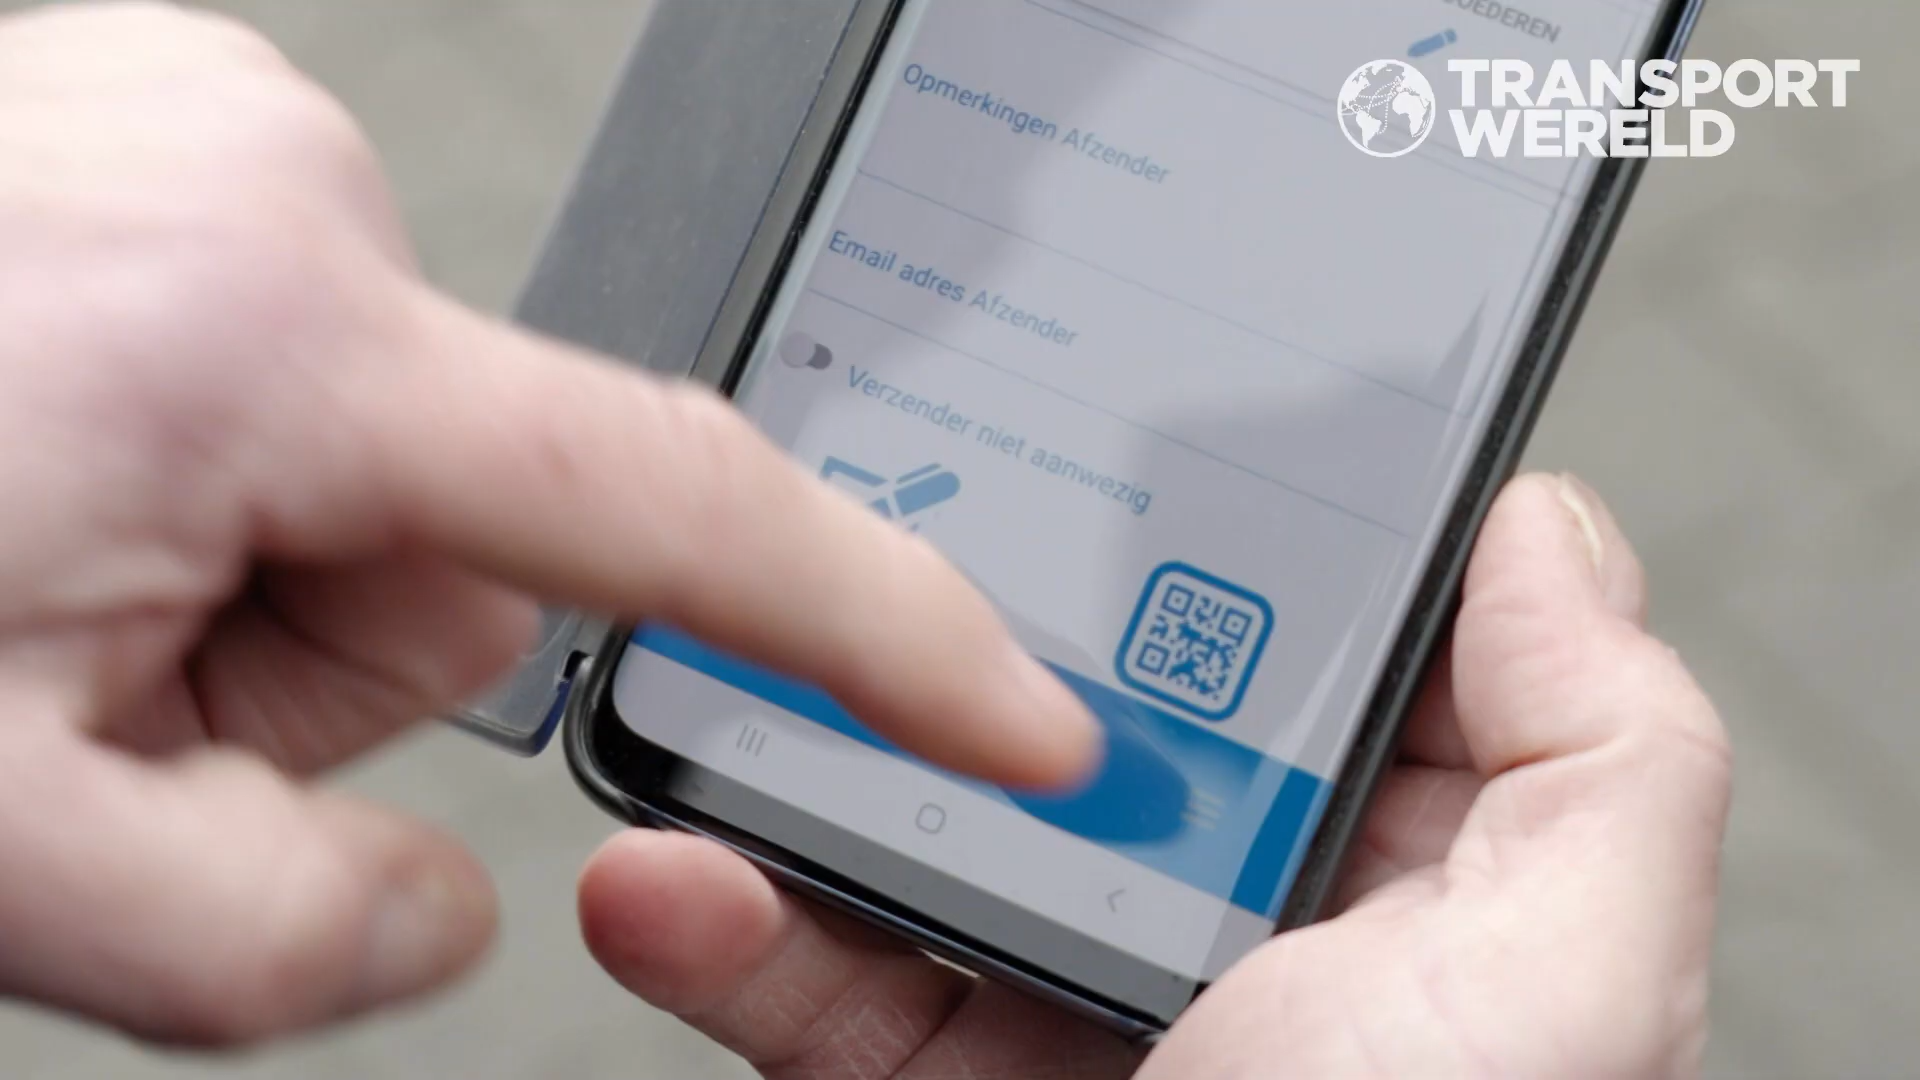 TRANSPORT
WERELD
Opmerkingen Afzender
Email adres Afzender
Verzender niet aanwezig